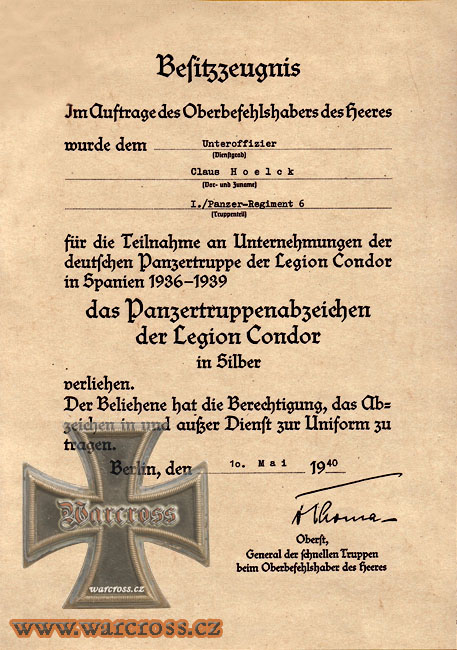 Besitzzeugnis
Im Auftrage des Oberbefehlshabers des Heeres
wurde dem Unteroffizier
(Dienstgrad)
Claus Hoelck
(Vor- und Zuname)
I./Panzer-Regiment 6
(Truppenteil)
für die Teilnahme an Unternehmungen der
deutschen Panzertruppe der Legion Condor
in Spanien 1936-1939
das Panzertruppenabzeichen
der Legion Condor
in Silber
verliehen.
Der Beliehene hat die Berechtigung, das Ab-
zeichen in und außer Dienst zur Uniform zu
tragen.
Berlin, den 10. Mai 1940
Warcross
warcross.cz
Oberst,
General der schnellen Truppen
beim Oberbefehlshaber des Heeres
www.warcross.cz